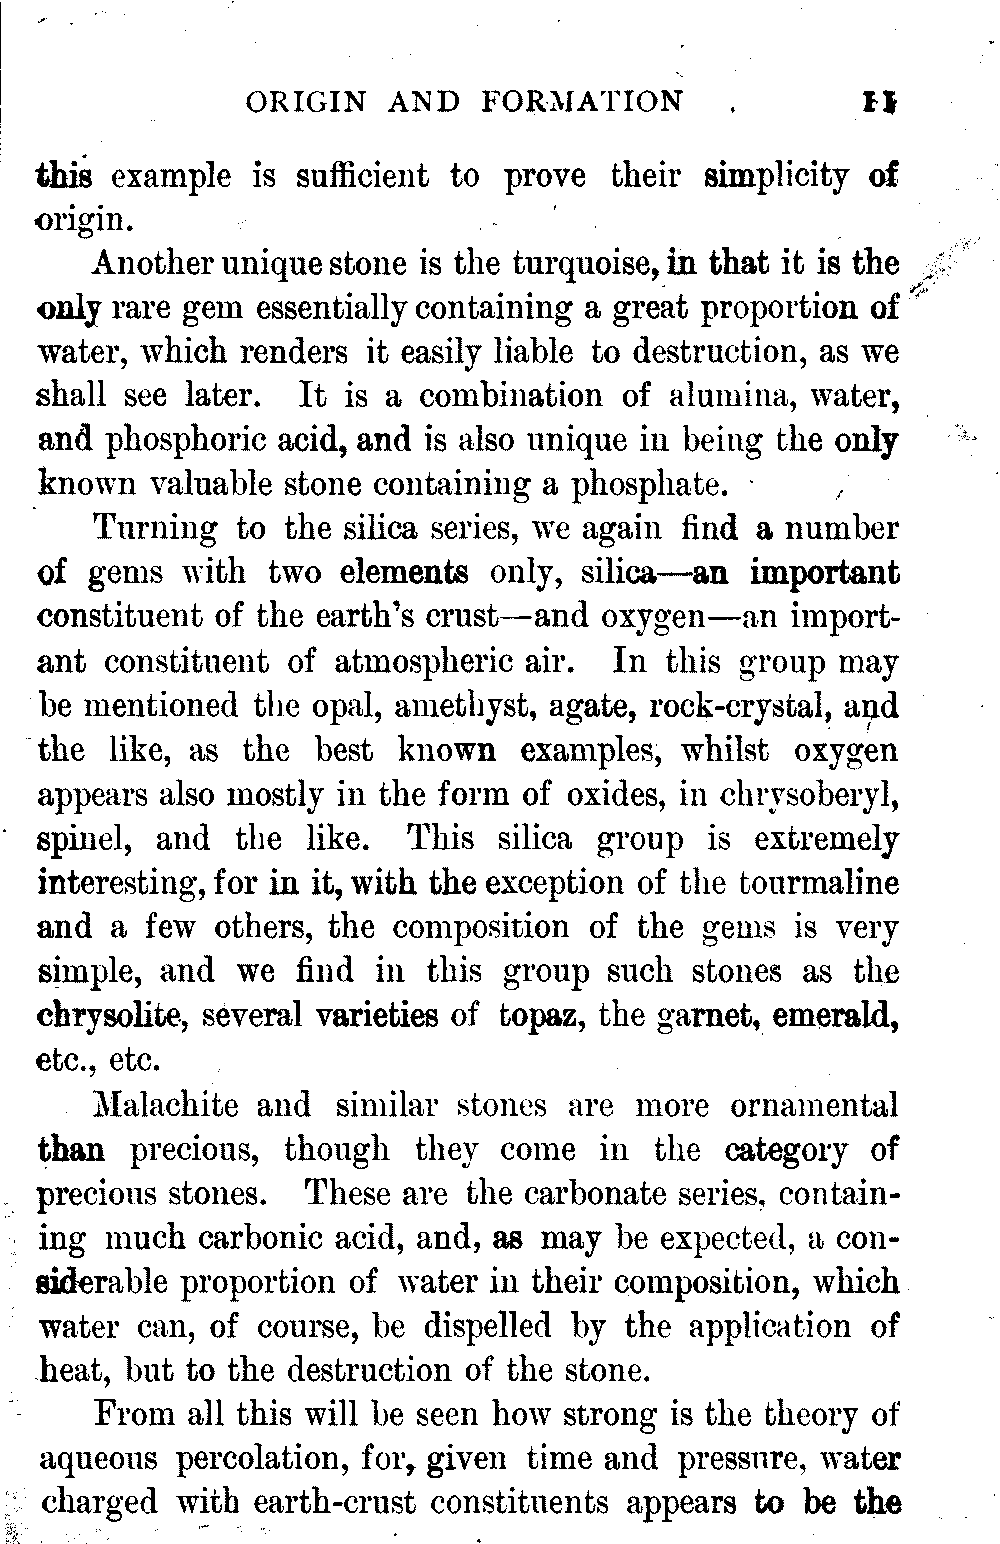 ORIGIN AND FORMATION . 11
this example is sufficient to prove their simplicity of
origin.
Another unique stone is the turquoise, in that it is the
only rare gem essentially containing a great proportion of
water, which renders it easily liable to destruction, as we
shall see later. It is a combination of alumina, water,
and phosphoric acid, and is also unique in being the only
known valuable stone containing a phosphate.
Turning to the silica series, we again find a number
of gems with two elements only, silica—an important
constituent of the earth's crust—and oxygen—an import-
ant constituent of atmospheric air. In this group may
be mentioned the opal, amethyst, agate, rock-crystal, and
the like, as the best known examples, whilst oxygen
appears also mostly in the form of oxides, in chrysoberyl,
spinel, and the like. This silica group is extremely
interesting, for in it, with the exception of the tourmaline
and a few others, the composition of the gems is very
simple, and we find in this group such stones as the
chrysolite, several varieties of topaz, the garnet, emerald,
etc., etc.
Malachite and similar stones are more ornamental
than precious, though they come in the category of
precious stones. These are the carbonate series, contain-
ing much carbonic acid, and, as may be expected, a con-
siderable proportion of water in their composition, which
water can, of course, be dispelled by the application of
heat, but to the destruction of the stone.
From all this will be seen how strong is the theory of
aqueous percolation, for, given time and pressure, water
charged with earth-crust constituents appears to be the